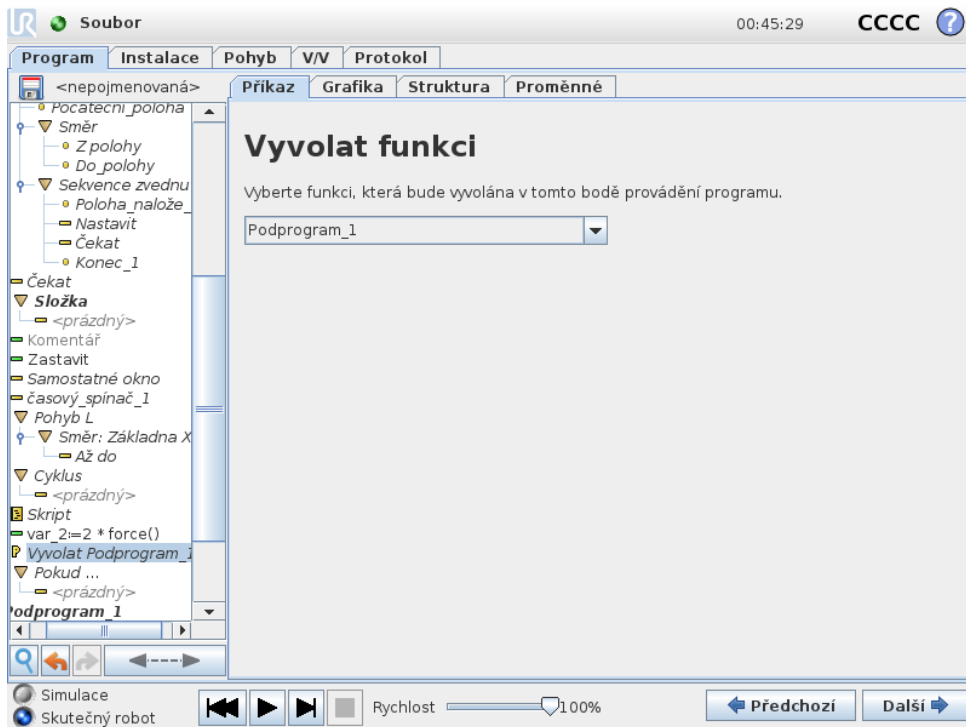 UR Soubor 00:45:29 CCCC ?
Program Instalace Pohyb V/V Protokol
<nepojmenovaná> Příkaz Grafika Struktura Proměnné
Počáteční_poloha
Směr
Z polohy
Do_polohy
Sekvence zvednu
Poloha_nalože_
Nastavit
Čekat
Konec_1
Čekat
Složka
<prázdný>
Komentář
Zastavit
Samostatné okno
časový_spínač_1
Pohyb L
Směr: Základna X
Až do
Cyklus
<prázdný>
Skript
var_2:=2 * force()
Vyvolat Podprogram_1
Pokud ...
<prázdný>
Podprogram_1
Vyvolat funkci
Vyberte funkci, která bude vyvolána v tomto bodě provádění programu.
Podprogram_1
Simulace
Skutečný robot
Rychlost 100%
Předchozí Další